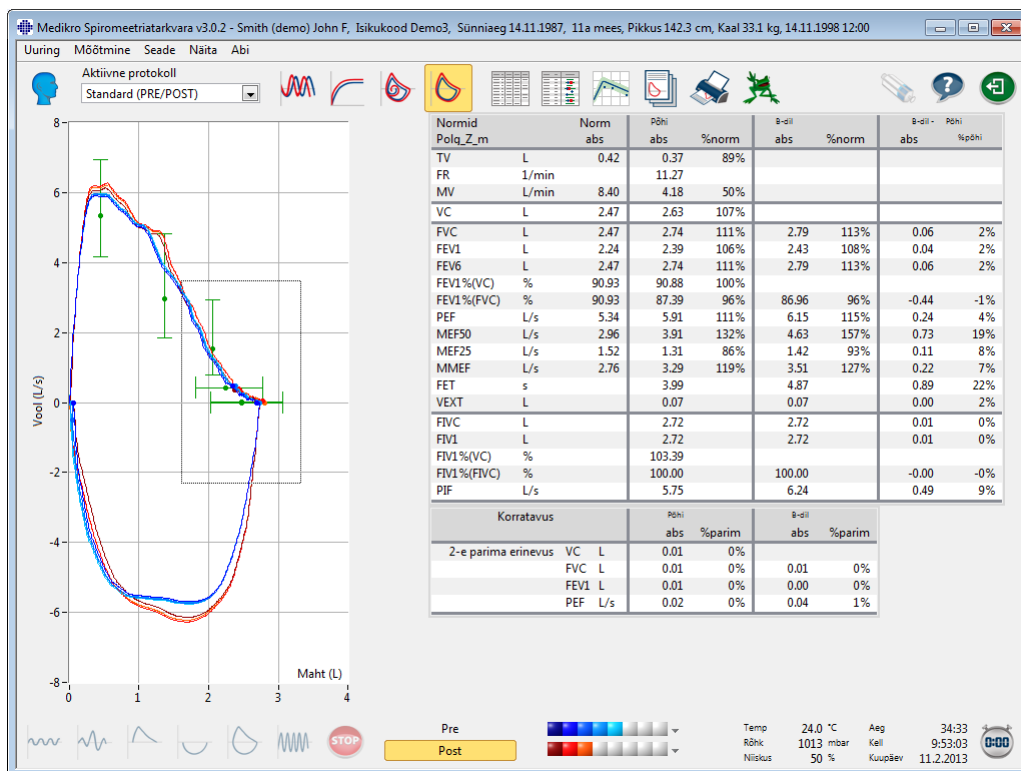 Medikro Spiromeetriatarkvara v3.0.2 - Smith (demo) John F, Isikukood Demo3, Sünniaeg 14.11.1987, 11a mees, Pikkus 142.3 cm, Kaal 33.1 kg, 14.11.1998 12:00
Uuring Mõõtmine Seade Näita Abi
Aktiivne protokoll
Standard (PRE/POST)
Normid Norm Põhi B-dil B-dil - Põhi
Polg_Z_m abs abs %norm abs %norm abs %põhi
TV L 0.42 0.37 89%
FR 1/min 11.27
MV L/min 8.40 4.18 50%
VC L 2.47 2.63 107%
FVC L 2.47 2.74 111% 2.79 113% 0.06 2%
FEV1 L 2.24 2.39 106% 2.43 108% 0.04 2%
FEV6 L 2.47 2.74 111% 2.79 113% 0.06 2%
FEV1%(VC) % 90.93 90.88 100%
FEV1%(FVC) % 90.93 87.39 96% 86.96 96% -0.44 -1%
PEF L/s 5.34 5.91 111% 6.15 115% 0.24 4%
MEF50 L/s 2.96 3.91 132% 4.63 157% 0.73 19%
MEF25 L/s 1.52 1.31 86% 1.42 93% 0.11 8%
MMEF L/s 2.76 3.29 119% 3.51 127% 0.22 7%
FET s 3.99 4.87 0.89 22%
VEXT L 0.07 0.07 0.00 2%
FIVC L 2.72 2.72 0.01 0%
FIV1 L 2.72 2.72 0.01 0%
FIV1%(VC) % 103.39
FIV1%(FIVC) % 100.00 100.00 -0.00 -0%
PIF L/s 5.75 6.24 0.49 9%
Korratavus Põhi B-dil
abs %parim abs %parim
2-e parima erinevus VC L 0.01 0%
FVC L 0.01 0% 0.01 0%
FEV1 L 0.01 0% 0.00 0%
PEF L/s 0.02 0% 0.04 1%
8
6
4
2
0
-2
-4
-6
-8
Vool (L/s)
Maht (L)
0 1 2 3 4
STOP
Pre
Post
Temp 24.0 °C Aeg 34:33
Rõhk 1013 mbar Kell 9:53:03
Niiskus 50 % Kuupäev 11.2.2013
0:00